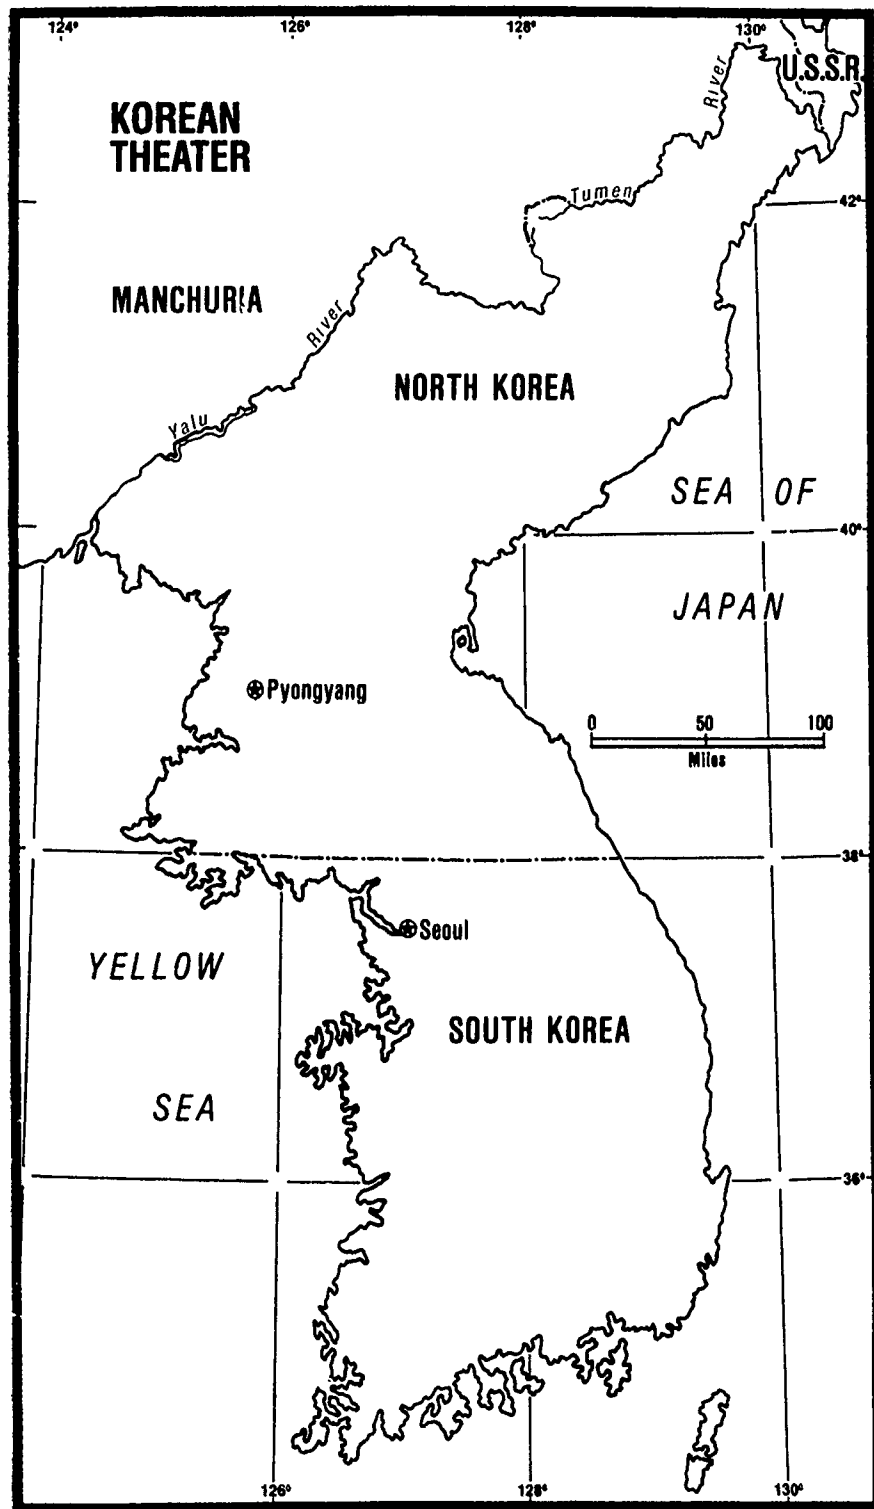 124°
126°
128°
130°
U.S.S.R.
River
KOREAN
THEATER
Tumen
42°
MANCHURIA
River
NORTH KOREA
Yalu
SEA OF
40°
JAPAN
Pyongyang
0 50 100
Miles
38°
Seoul
YELLOW
SOUTH KOREA
SEA
36°
126°
128°
130°